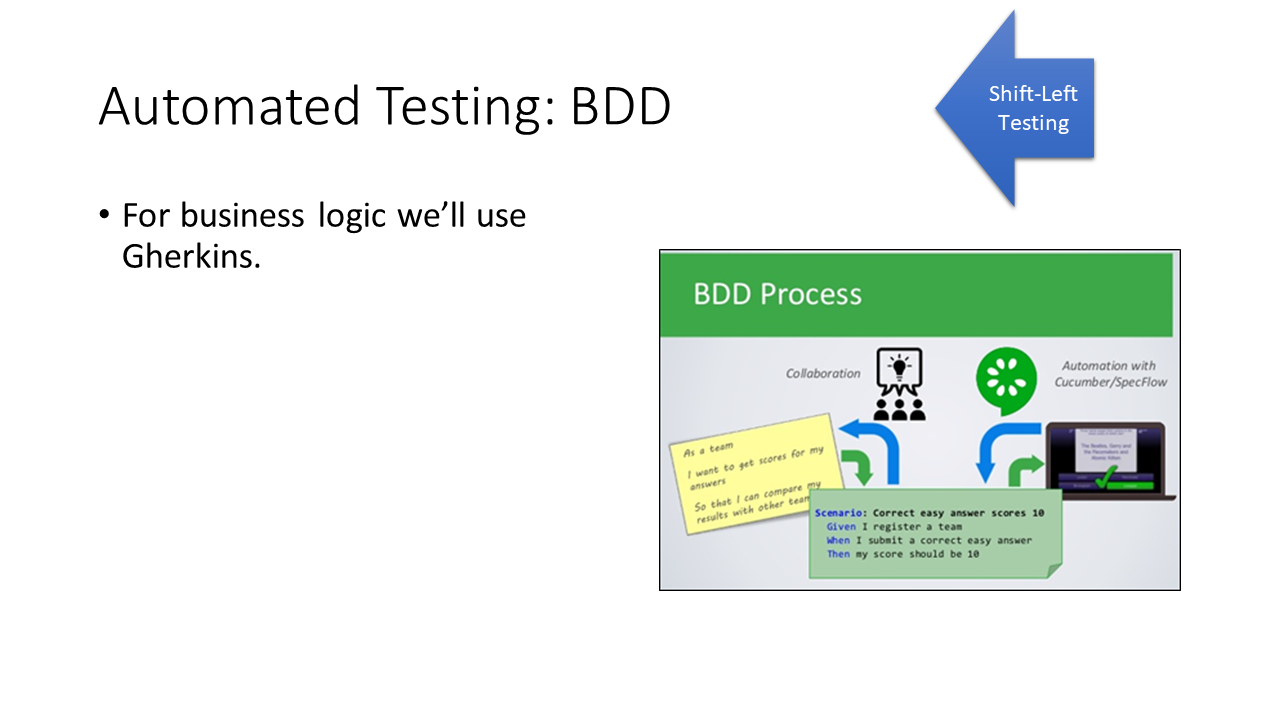 Automated Testing: BDD
Shift-Left
Testing
• For business logic we’ll use
Gherkins.
BDD Process
Collaboration
Automation with
Cucumber/SpecFlow
As a team
I want to get scores for my
answers
So that I can compare my
results with other
The Beatles, Gerry and
the Pacemakers and
Atomic Kitten
Scenario: Correct easy answer scores 10
Given I register a team
When I submit a correct easy answer
Then my score should be 10